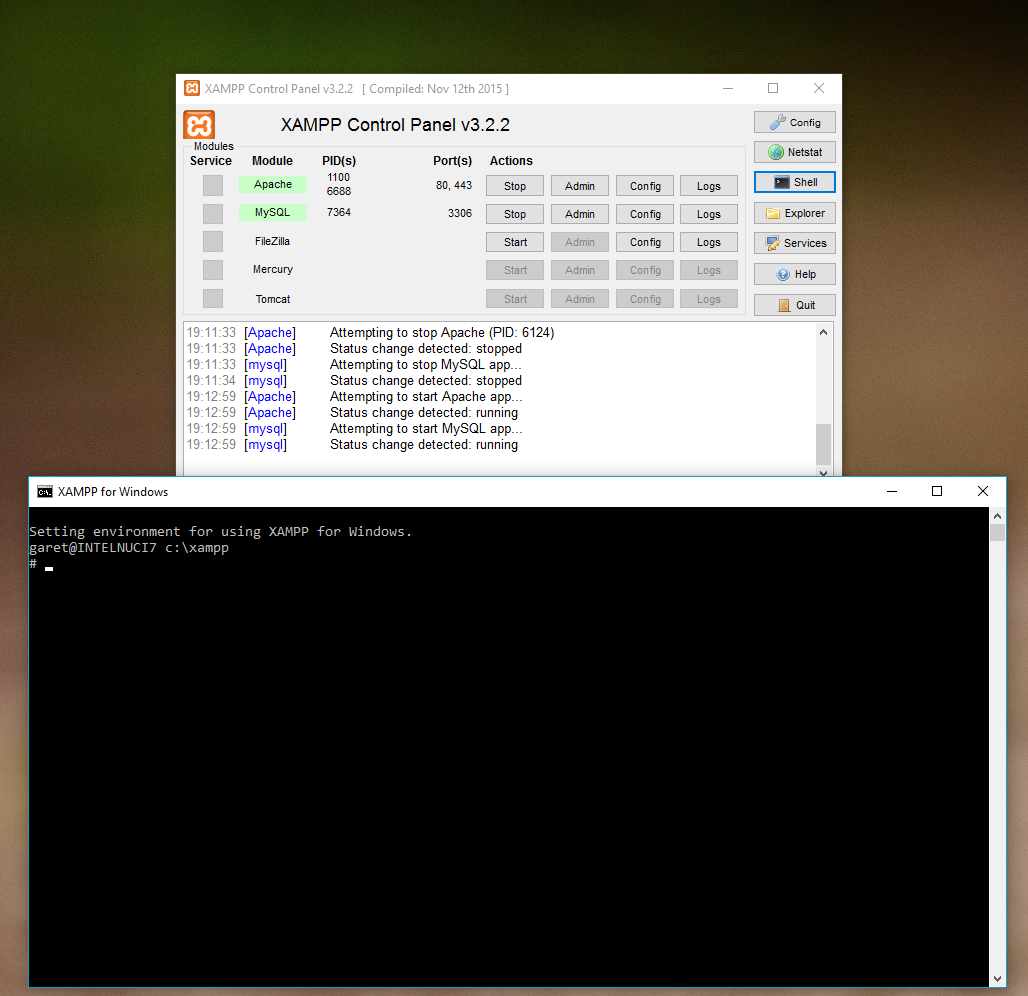 XAMPP Control Panel v3.2.2 [ Compiled: Nov 12th 2015 ]
XAMPP Control Panel v3.2.2
Config
Modules
Service Module PID(s) Port(s) Actions
Netstat
Apache 1100 6688 80, 443 Stop Admin Config Logs
Shell
MySQL 7364 3306 Stop Admin Config Logs
Explorer
FileZilla Start Admin Config Logs
Services
Mercury Start Admin Config Logs
Help
Tomcat Start Admin Config Logs
Quit
19:11:33 [Apache] Attempting to stop Apache (PID: 6124)
19:11:33 [Apache] Status change detected: stopped
19:11:33 [mysql] Attempting to stop MySQL app...
19:11:34 [mysql] Status change detected: stopped
19:12:59 [Apache] Attempting to start Apache app...
19:12:59 [Apache] Status change detected: running
19:12:59 [mysql] Attempting to start MySQL app...
19:12:59 [mysql] Status change detected: running
C:\. XAMPP for Windows
Setting environment for using XAMPP for Windows.
garet@INTELNUCI7 c:\xampp
#